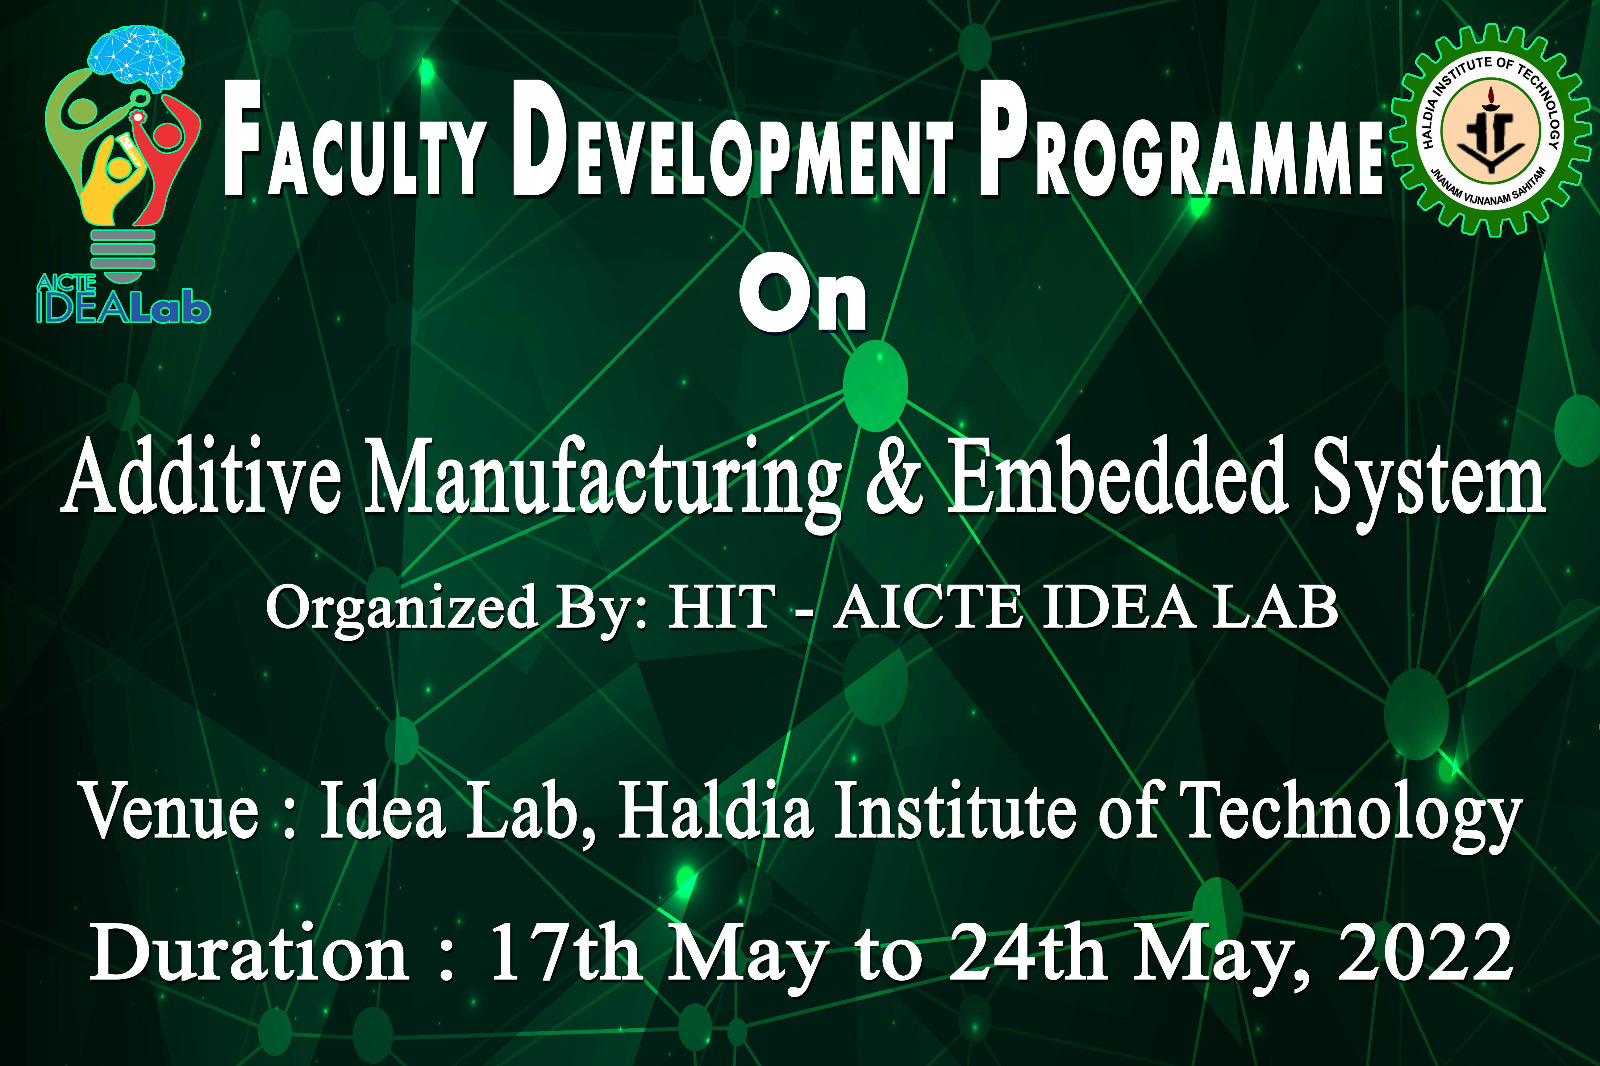 FACULTY DEVELOPMENT PROGRAMME
On
Additive Manufacturing & Embedded System
Organized By: HIT - AICTE IDEA LAB
Venue : Idea Lab, Haldia Institute of Technology
Duration : 17th May to 24th May, 2022
AICTE
IDEALab
HALDIA INSTITUTE OF TECHNOLOGY
JNANAM VIJNANAM SAHITAM